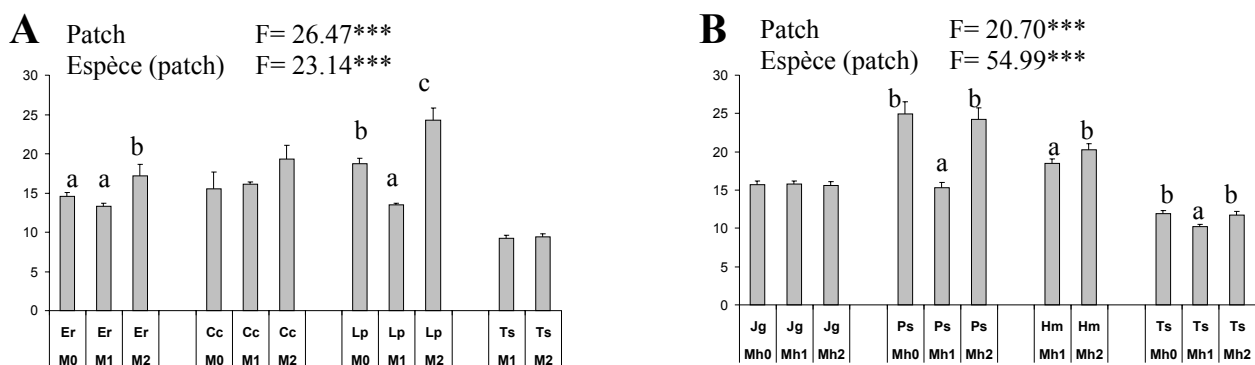 A Patch F= 26.47***
Espèce (patch) F= 23.14***
30
25
20
15
10
5
0
a a b b a c
Er Er Er Cc Cc Cc Lp Lp Lp Ts Ts
M0 M1 M2 M0 M1 M2 M0 M1 M2 M1 M2
B Patch F= 20.70***
Espèce (patch) F= 54.99***
30
25
20
15
10
5
0
b a b a b b a b
Jg Jg Jg Ps Ps Ps Hm Hm Ts Ts Ts
Mh0 Mh1 Mh2 Mh0 Mh1 Mh2 Mh1 Mh2 Mh0 Mh1 Mh2